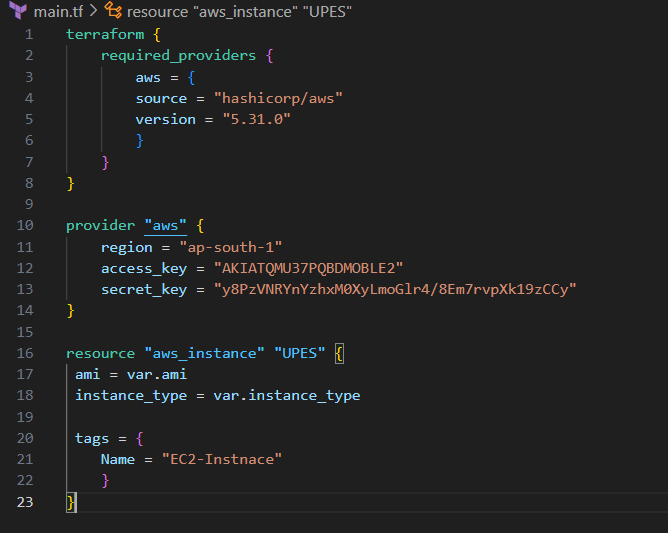 main.tf > resource "aws_instance" "UPES"
1 terraform {
2 required_providers {
3 aws = {
4 source = "hashicorp/aws"
5 version = "5.31.0"
6 }
7 }
8 }
9
10 provider "aws" {
11 region = "ap-south-1"
12 access_key = "AKIATQMU37PQBDMOBLE2"
13 secret_key = "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"
14 }
15
16 resource "aws_instance" "UPES" {
17 ami = var.ami
18 instance_type = var.instance_type
19
20 tags = {
21 Name = "EC2-Instnace"
22 }
23 }